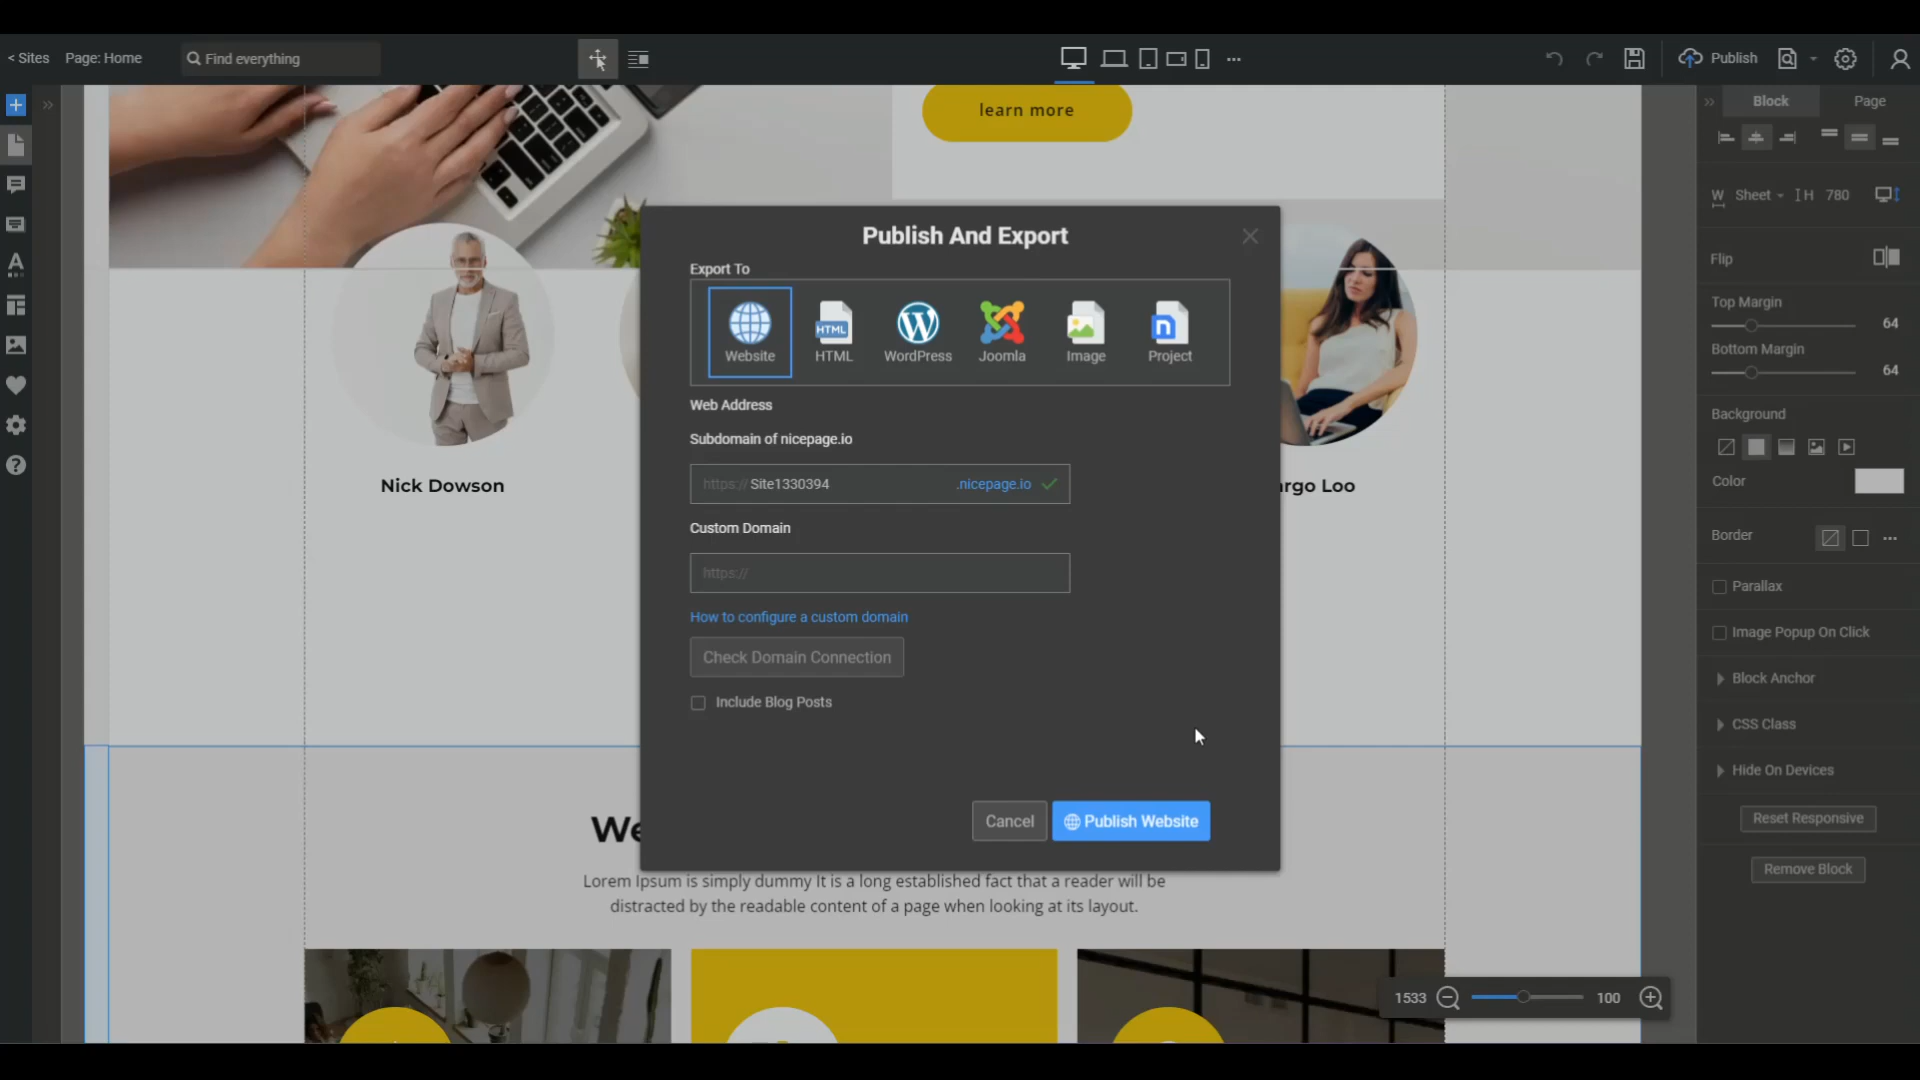 < Sites Page: Home Find everything Publish
learn more
Block Page
W Sheet H 780
Flip
Top Margin
64
Bottom Margin
64
Background
Color
Border
Parallax
Image Popup On Click
Block Anchor
CSS Class
Hide On Devices
Reset Responsive
Remove Block
Nick Dowson
rgo Loo
Publish And Export
Export To
HTML
Website HTML WordPress Joomla Image Project
Web Address
Subdomain of nicepage.io
https:// Site1330394 .nicepage.io
Custom Domain
https://
How to configure a custom domain
Check Domain Connection
Include Blog Posts
Cancel Publish Website
We
Lorem Ipsum is simply dummy It is a long established fact that a reader will be
distracted by the readable content of a page when looking at its layout.
1533 100